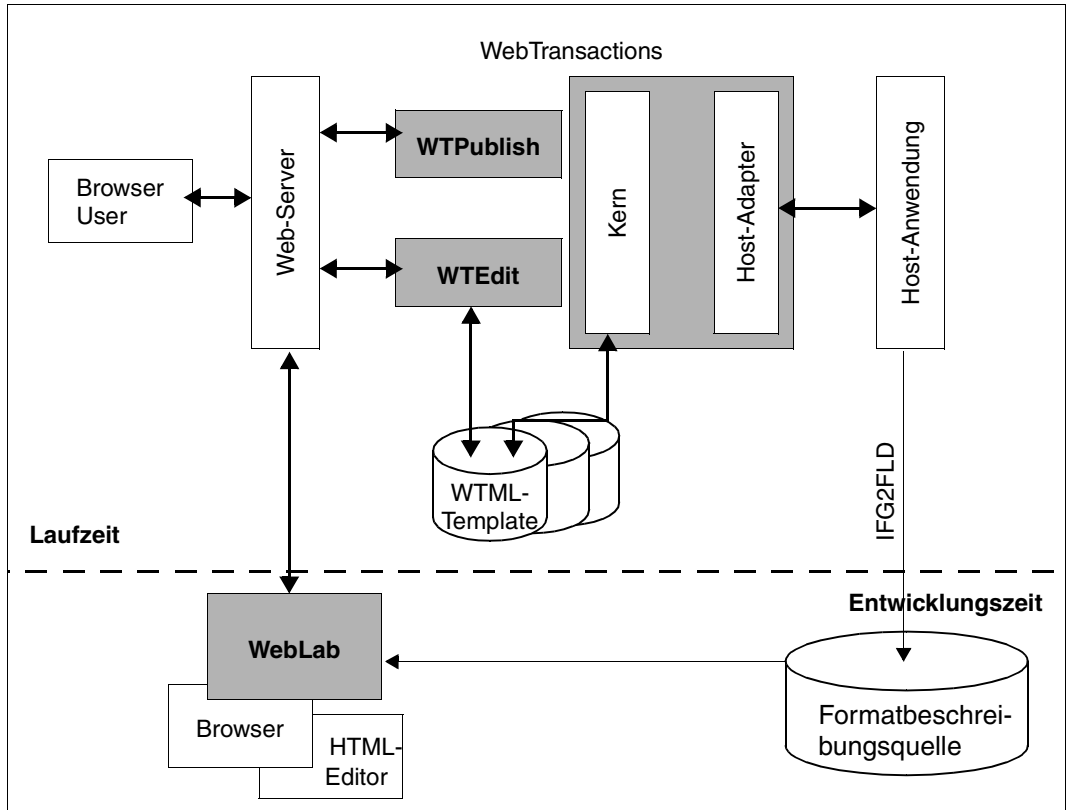 WebTransactions
WTPublish
Browser
User
Web-Server
Kern
Host-Adapter
Host-Anwendung
WTEdit
WTML-
Template
IFG2FLD
Laufzeit
Entwicklungszeit
WebLab
Browser
HTML-
Editor
Formatbeschrei-
bungsquelle